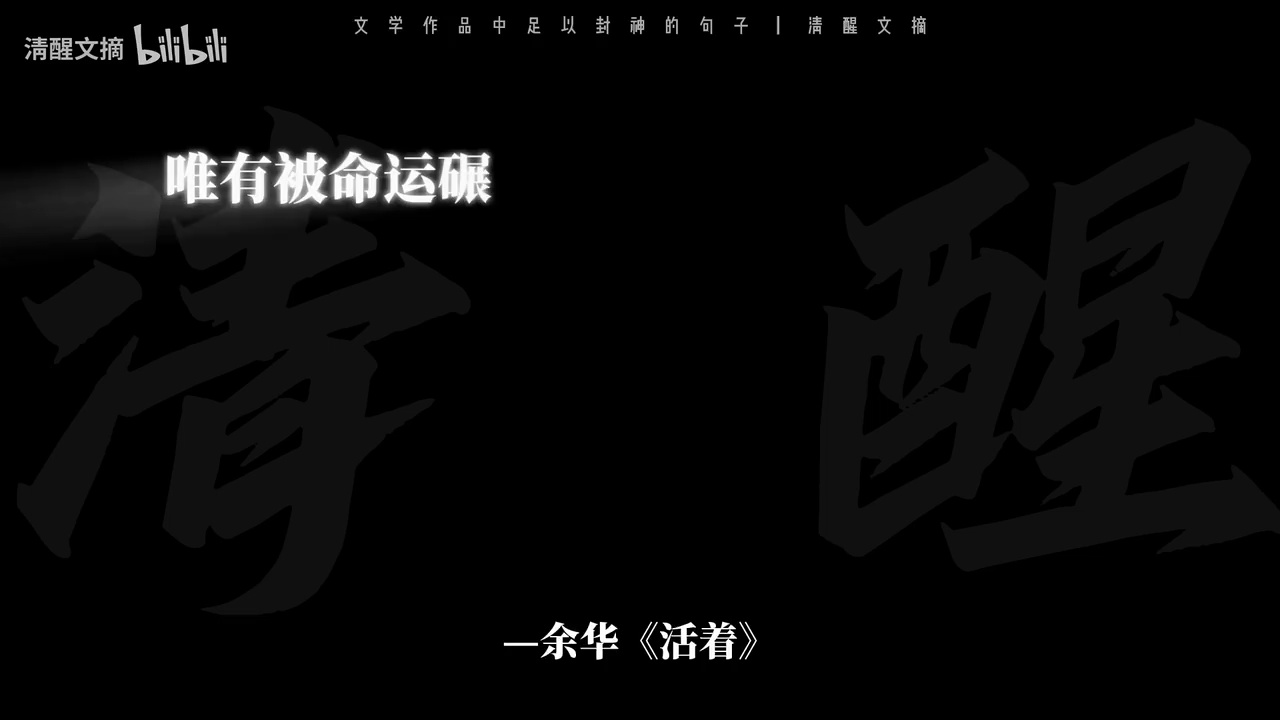 文学作品中足以封神的句子 | 清醒文摘
清醒文摘 bilibili
唯有被命运碾
清醒
—余华《活着》